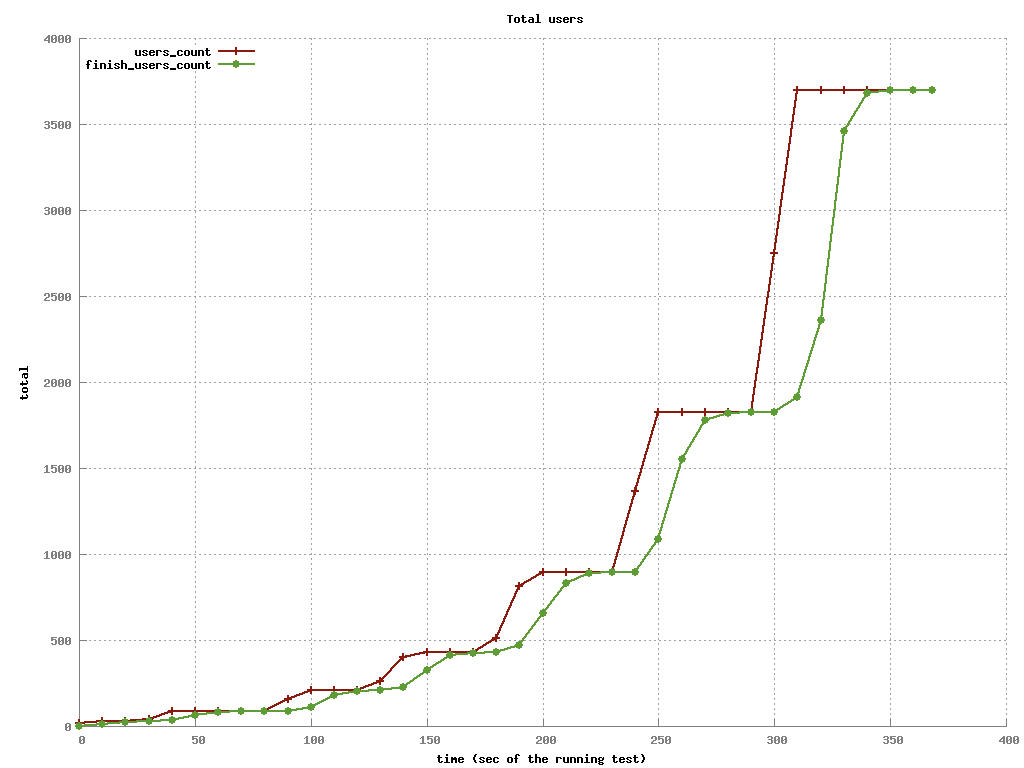 Total users
4000
users_count
finish_users_count
3500
3000
2500
2000
total
1500
1000
500
0
0 50 100 150 200 250 300 350 400
time (sec of the running test)